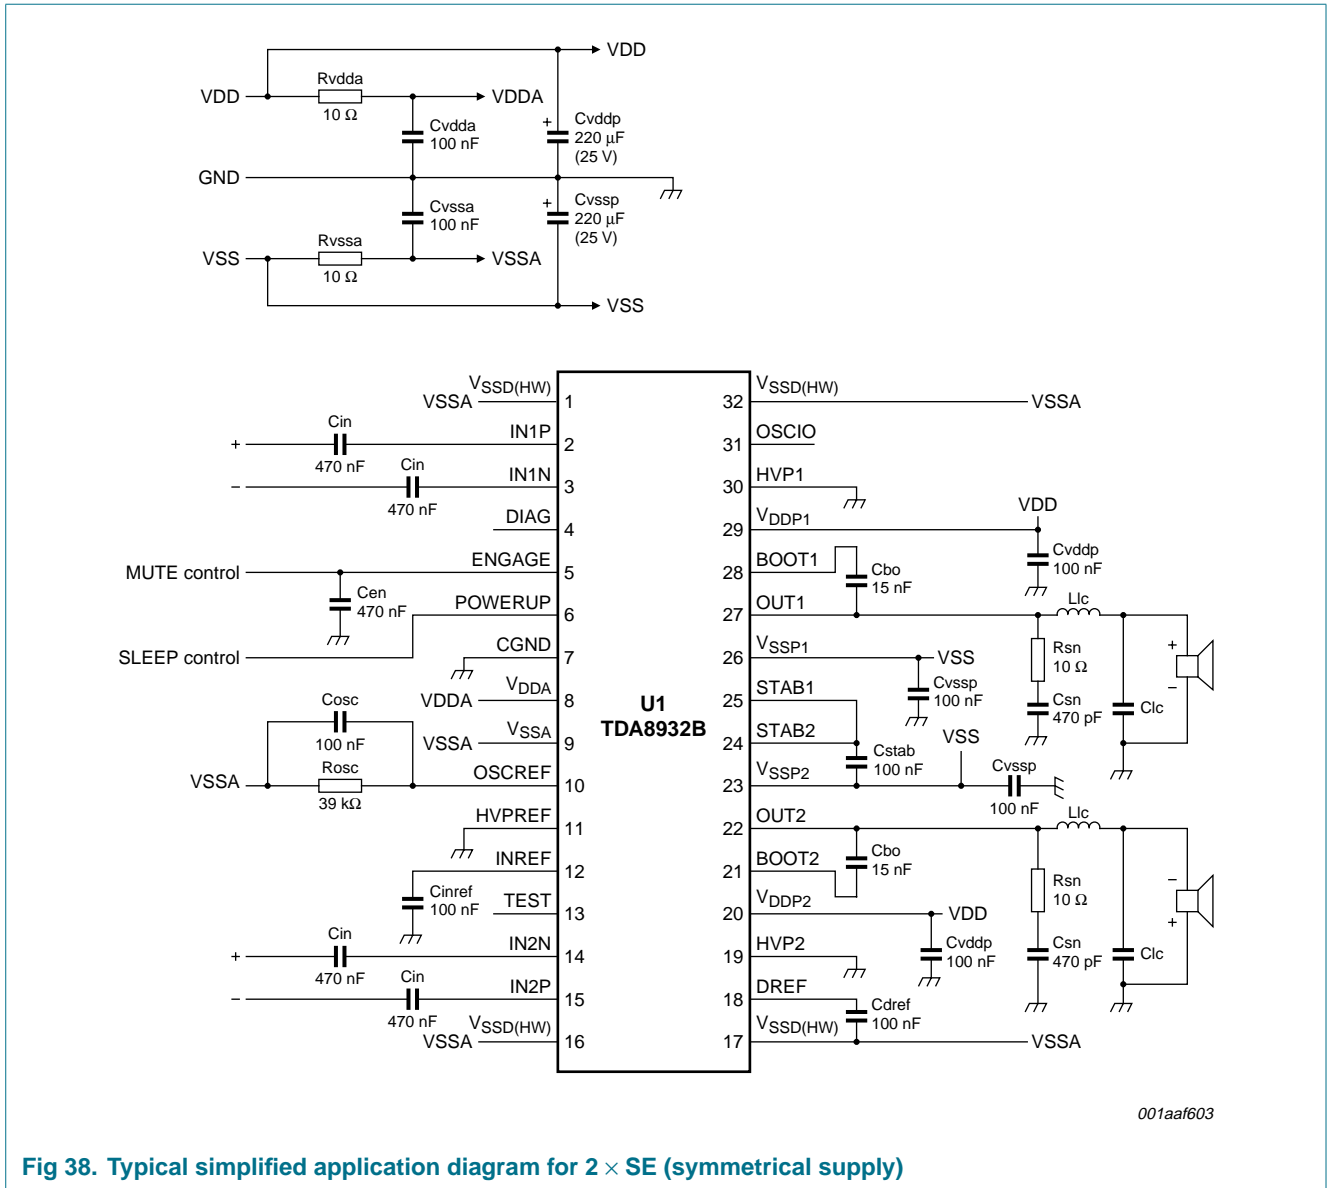 VDD
Rvdda
VDD
VDDA
10 Ω
Cvdda
100 nF
+
Cvddp
220 μF
(25 V)
GND
Cvssa
100 nF
+
Cvssp
220 μF
(25 V)
Rvssa
VSS
VSSA
10 Ω
VSS
VSSA
VSSD(HW)
1
+
Cin
470 nF
IN1P
2
−
Cin
470 nF
IN1N
3
DIAG
4
MUTE control
ENGAGE
5
Cen
470 nF
POWERUP
6
SLEEP control
CGND
7
VDDA
VDDA
8
Cosc
100 nF
VSSA
VSSA
9
VSSA
Rosc
39 kΩ
OSCREF
10
HVPREF
11
INREF
12
Cinref
100 nF
TEST
13
+
Cin
470 nF
IN2N
14
−
Cin
470 nF
IN2P
15
VSSA
VSSD(HW)
16
U1
TDA8932B
32
VSSD(HW)
VSSA
31
OSCIO
30
HVP1
29
VDDP1
VDD
Cvddp
100 nF
28
BOOT1
Cbo
15 nF
27
OUT1
Llc
Rsn
10 Ω
+
−
26
VSSP1
VSS
Cvssp
100 nF
Csn
470 pF
Clc
25
STAB1
24
STAB2
Cstab
100 nF
VSS
23
VSSP2
Cvssp
100 nF
22
OUT2
Llc
Cbo
15 nF
21
BOOT2
Rsn
10 Ω
−
+
20
VDDP2
VDD
Cvddp
100 nF
Csn
470 pF
Clc
19
HVP2
18
DREF
Cdref
100 nF
17
VSSD(HW)
VSSA
001aaf603
Fig 38. Typical simplified application diagram for 2 × SE (symmetrical supply)